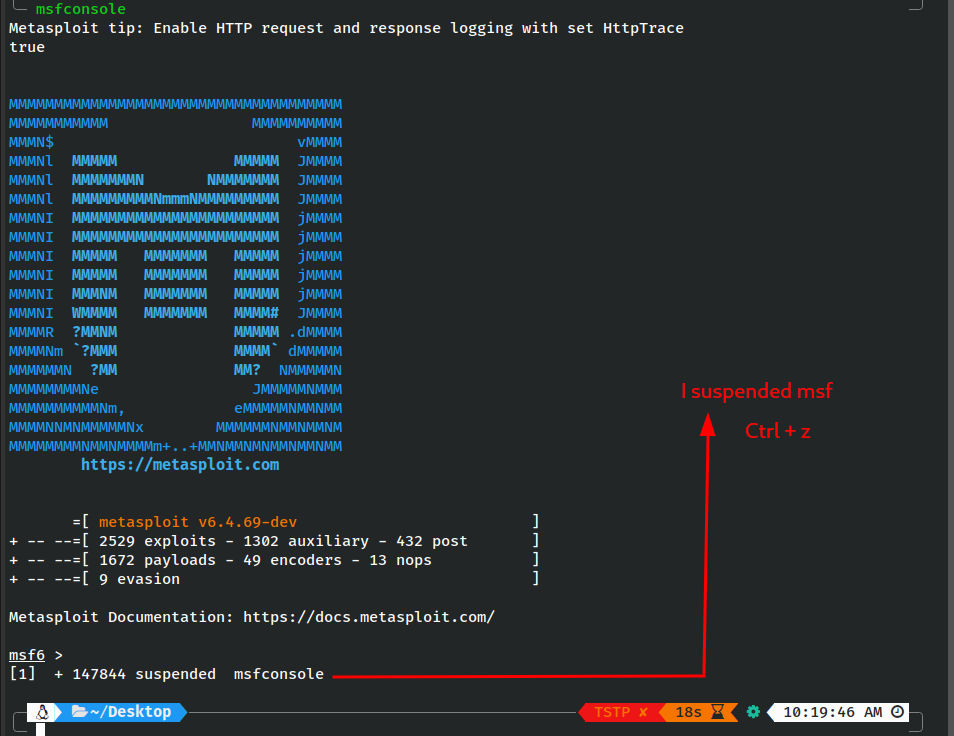 msfconsole
Metasploit tip: Enable HTTP request and response logging with set HttpTrace
true
MMMMMMMMMMMMMMMMMMMMMMMMMMMMMMMMMMMMM
MMMMMMMMMMM                MMMMMMMMMM
MMMN$                           vMMMM
MMMNl  MMMMM             MMMMM  JMMMM
MMMNl  MMMMMMMN       NMMMMMMM  JMMMM
MMMNl  MMMMMMMMMNmmmNMMMMMMMMM  JMMMM
MMMNI  MMMMMMMMMMMMMMMMMMMMMMM  jMMMM
MMMNI  MMMMMMMMMMMMMMMMMMMMMMM  jMMMM
MMMNI  MMMMM   MMMMMMM   MMMMM  jMMMM
MMMNI  MMMMM   MMMMMMM   MMMMM  jMMMM
MMMNI  MMMNM   MMMMMMM   MMMMM  jMMMM
MMMNI  WMMMM   MMMMMMM   MMMM#  JMMMM
MMMMR  ?MMNM             MMMMM .dMMMM
MMMMNm `?MMM             MMMM` dMMMMM
MMMMMMN  ?MM             MM?  NMMMMMN
MMMMMMMMNe                 JMMMMMNMMM
MMMMMMMMMMNm,            eMMMMMNMMNMM
MMMMNNMNMMMMMNx        MMMMMMNMMNMMNM
MMMMMMMMNMMNMMMMm+..+MMNMMNMNMMNMMNMM
https://metasploit.com
=[ metasploit v6.4.69-dev ]
+ -- --=[ 2529 exploits - 1302 auxiliary - 432 post ]
+ -- --=[ 1672 payloads - 49 encoders - 13 nops ]
+ -- --=[ 9 evasion ]
Metasploit Documentation: https://docs.metasploit.com/
msf6 >
[1]  + 147844 suspended  msfconsole
I suspended msf
Ctrl + z
~/Desktop TSTP ✘ 18s 10:19:46 AM